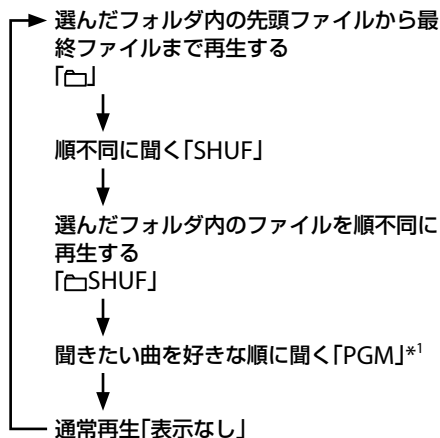 選んだフォルダ内の先頭ファイルから最
終ファイルまで再生する
「🗀」
順不同に聞く「SHUF」
選んだフォルダ内のファイルを順不同に
再生する
「🗀SHUF」
聞きたい曲を好きな順に聞く「PGM」*1
通常再生「表示なし」